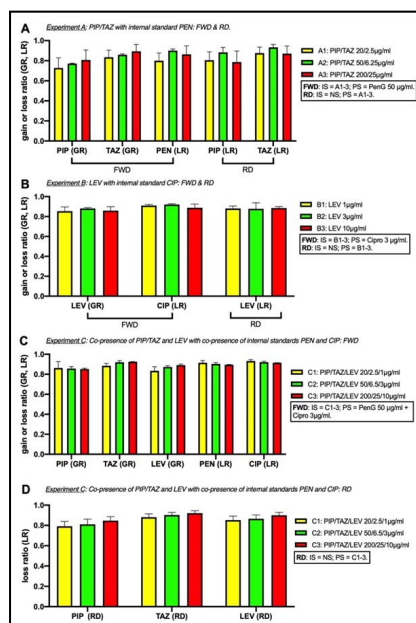 A
Experiment A: PIP/TAZ with internal standard PEN: FWD & RD.
gain or loss ratio (GR, LR)
1.0
0.8
0.6
0.4
0.2
0.0
PIP (GR) TAZ (GR) PEN (LR) PIP (LR) TAZ (LR)
FWD RD
A1: PIP/TAZ 20/2.5µg/ml
A2: PIP/TAZ 50/6.25µg/ml
A3: PIP/TAZ 200/25µg/ml
FWD: IS = A1-3; PS = PenG 50 µg/ml.
RD: IS = NS; PS = A1-3.
B
Experiment B: LEV with internal standard CIP: FWD & RD
gain or loss ratio (GR, LR)
1.0
0.8
0.6
0.4
0.2
0.0
LEV (GR) CIP (LR) LEV (LR)
FWD RD
B1: LEV 1µg/ml
B2: LEV 3µg/ml
B3: LEV 10µg/ml
FWD: IS = B1-3; PS = Cipro 3 µg/ml.
RD: IS = NS; PS = B1-3.
C
Experiment C: Co-presence of PIP/TAZ and LEV with co-presence of internal standards PEN and CIP: FWD
gain or loss ratio (GR, LR)
1.0
0.8
0.6
0.4
0.2
0.0
PIP (GR) TAZ (GR) LEV (GR) PEN (LR) CIP (LR)
C1: PIP/TAZ/LEV 20/2.5/1µg/ml
C2: PIP/TAZ/LEV 50/6.5/3µg/ml
C3: PIP/TAZ/LEV 200/25/10µg/ml
FWD: IS = C1-3; PS = PenG 50 µg/ml +
Cipro 3µg/ml.
D
Experiment C: Co-presence of PIP/TAZ and LEV with co-presence of internal standards PEN and CIP: RD
loss ratio (LR)
1.0
0.8
0.6
0.4
0.2
0.0
PIP (RD) TAZ (RD) LEV (RD)
C1: PIP/TAZ/LEV 20/2.5/1µg/ml
C2: PIP/TAZ/LEV 50/6.5/3µg/ml
C3: PIP/TAZ/LEV 200/25/10µg/ml
RD: IS = NS; PS = C1-3.